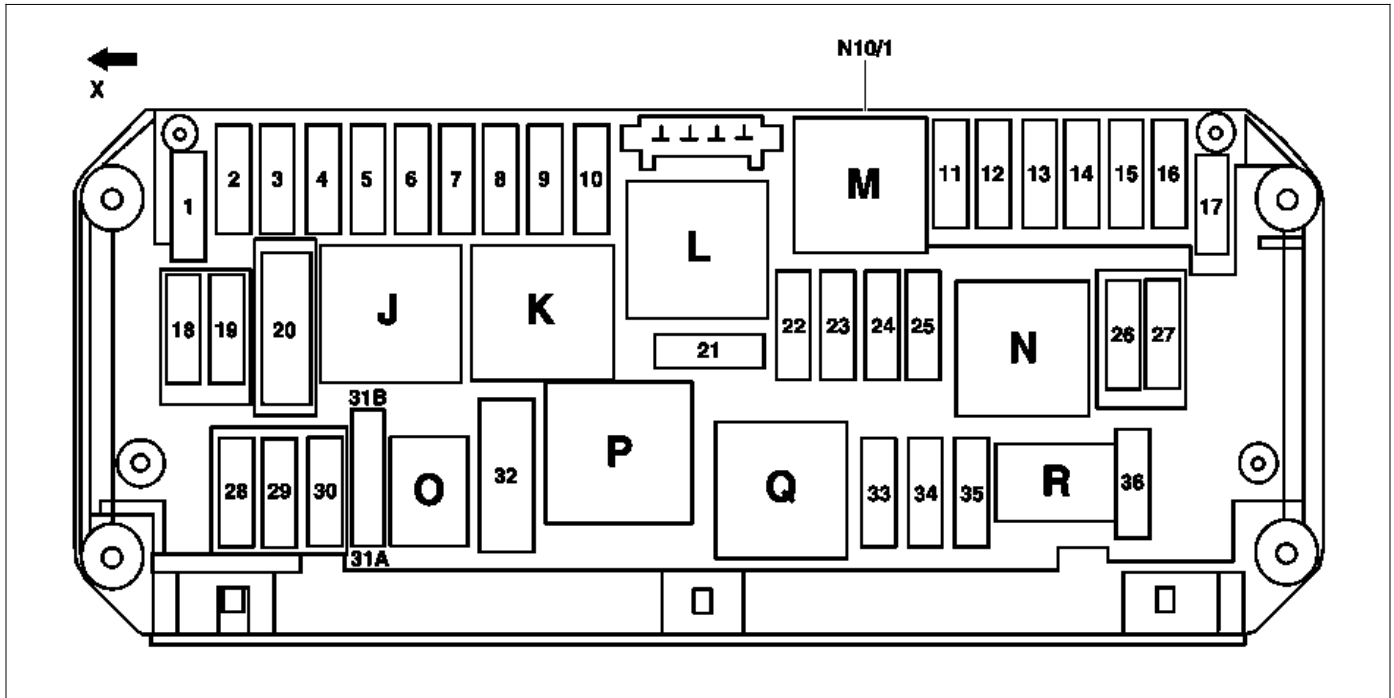 N10/1
X
1 2 3 4 5 6 7 8 9 10 M 11 12 13 14 15 16 17
L
18 19 20 J K 22 23 24 25 N 26 27
21
31B
28 29 30 O 32 P Q 33 34 35 R 36
31A